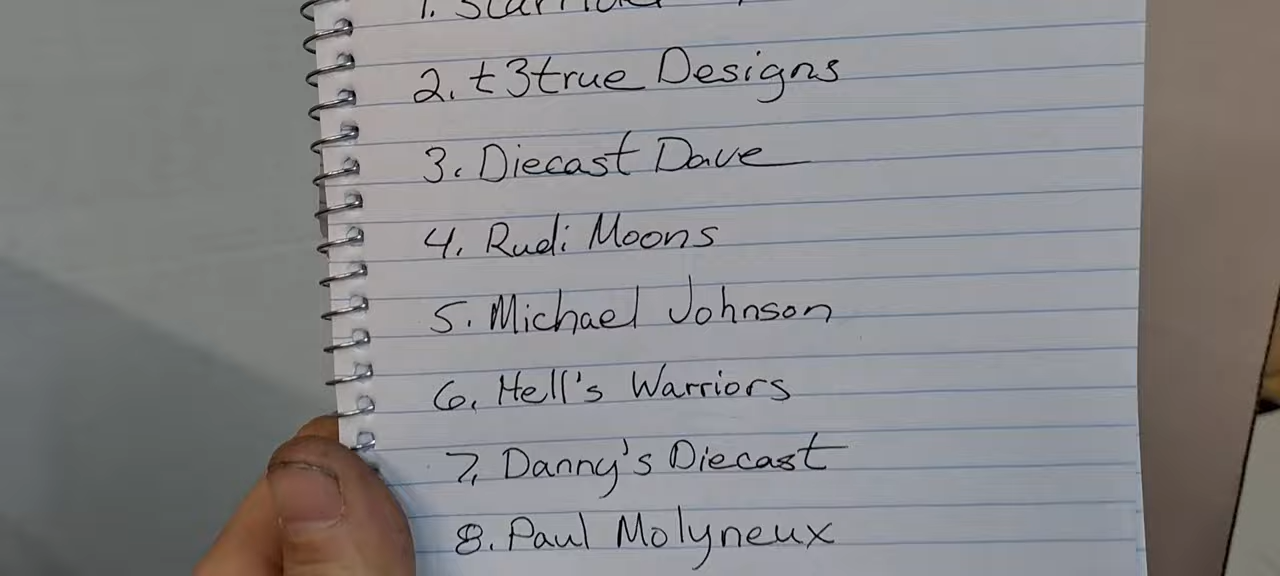 2. t3true Designs
3. Diecast Dave
4. Rudi Moons
5. Michael Johnson
6. Hell's Warriors
7. Danny's Diecast
8. Paul Molyneux